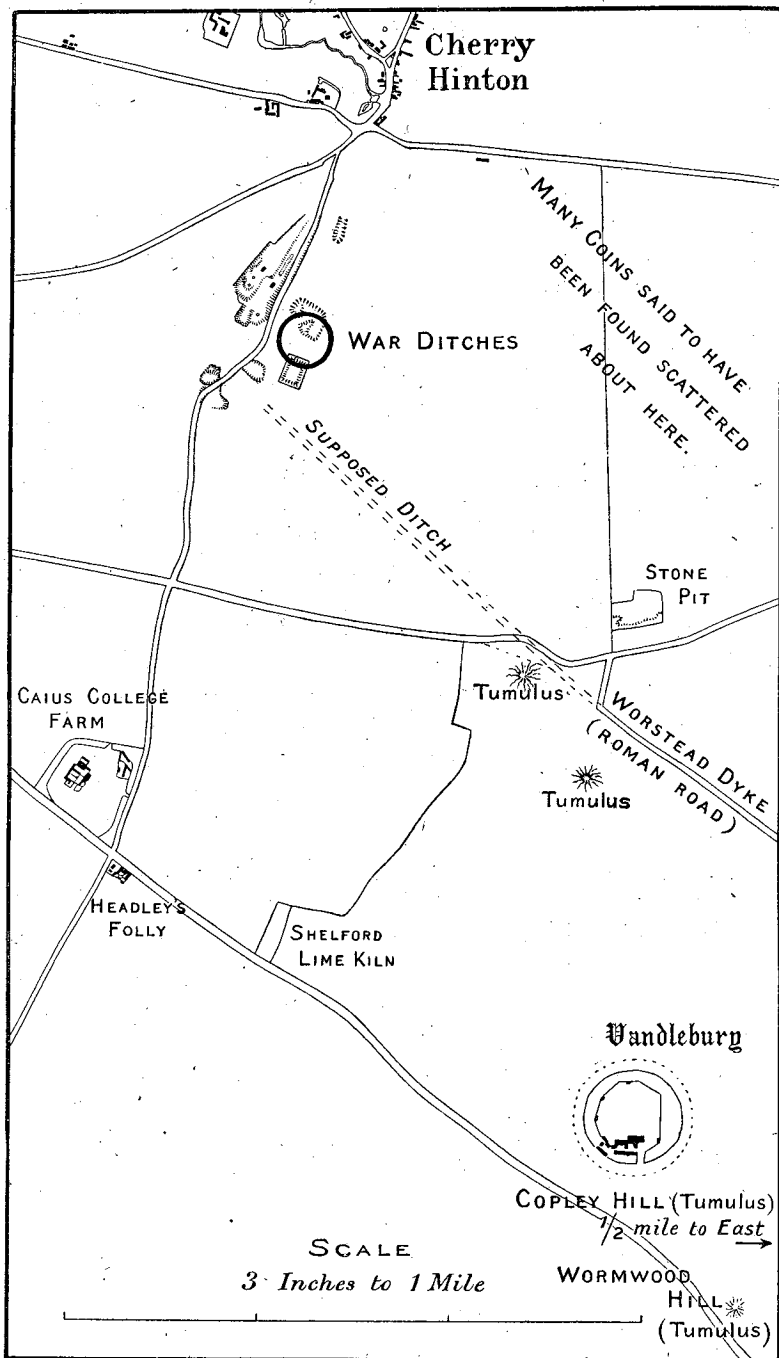 Cherry
Hinton
MANY COINS SAID TO HAVE
BEEN FOUND SCATTERED
ABOUT HERE.
WAR DITCHES
SUPPOSED DITCH
STONE
PIT
Tumulus
CAIUS COLLEGE
FARM
WORSTEAD DYKE
(ROMAN ROAD)
Tumulus
HEADLEY'S
FOLLY
SHELFORD
LIME KILN
Vandlebury
COPLEY HILL (Tumulus)
1/2 mile to East
SCALE
3 Inches to 1 Mile
WORMWOOD
HILL
(Tumulus)